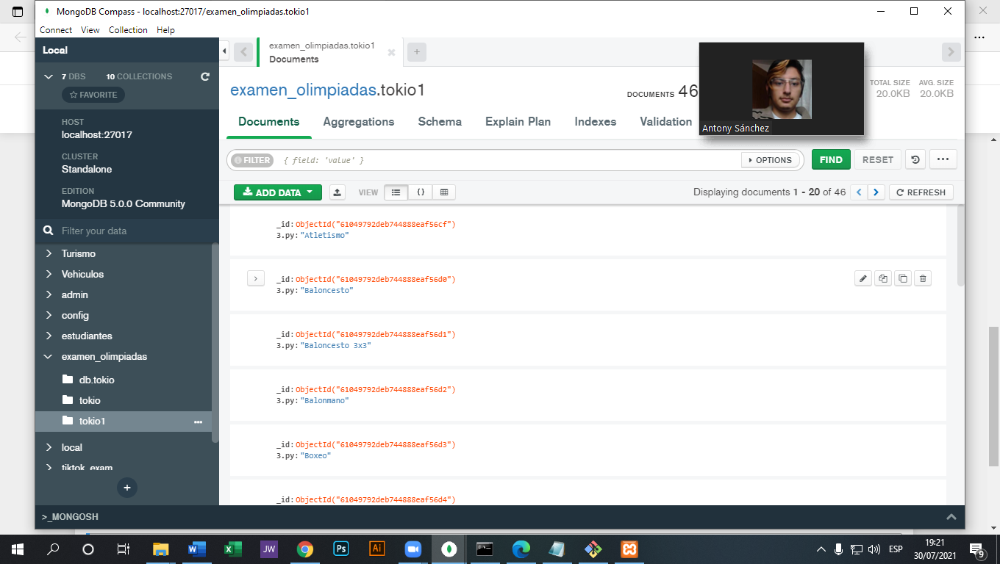 MongoDB Compass - localhost:27017/examen_olimpiadas.tokio1
Connect View Collection Help
Local
7 DBS 10 COLLECTIONS
FAVORITE
HOST
localhost:27017
CLUSTER
Standalone
EDITION
MongoDB 5.0.0 Community
Filter your data
Turismo
Vehiculos
admin
config
estudiantes
examen_olimpiadas
db.tokio
tokio
tokio1
local
tiktok_exam
examen_olimpiadas.tokio1
Documents
examen_olimpiadas.tokio1
DOCUMENTS 46
TOTAL SIZE
20.0KB
AVG. SIZE
20.0KB
Antony Sánchez
Documents Aggregations Schema Explain Plan Indexes Validation
FILTER { field: 'value' } OPTIONS FIND RESET
ADD DATA VIEW { } Displaying documents 1 - 20 of 46 REFRESH
_id:ObjectId("61049792deb744888eaf56cf")
3.py:"Atletismo"
_id:ObjectId("61049792deb744888eaf56d0")
3.py:"Baloncesto"
_id:ObjectId("61049792deb744888eaf56d1")
3.py:"Baloncesto 3x3"
_id:ObjectId("61049792deb744888eaf56d2")
3.py:"Balonmano"
_id:ObjectId("61049792deb744888eaf56d3")
3.py:"Boxeo"
_id:ObjectId("61049792deb744888eaf56d4")
>_MONGOSH
JW Ps Ai ESP
19:21
30/07/2021
9